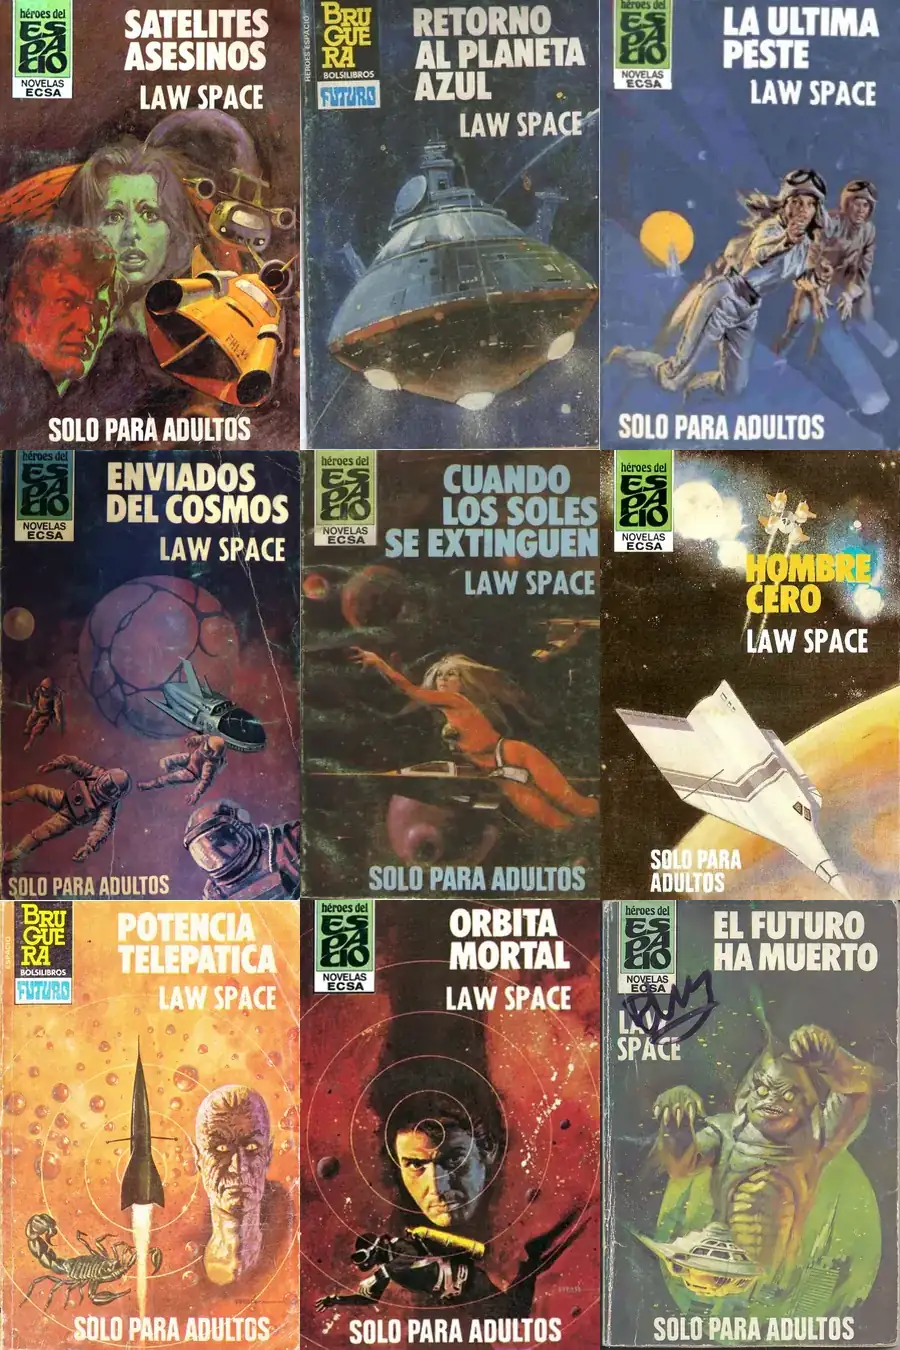 héroes del
ESPACIO
NOVELAS
ECSA
SATELITES
ASESINOS
LAW SPACE
SOLO PARA ADULTOS
HEROES ESPACIO
BRUGUERA
BOLSILIBROS
FUTURO
RETORNO
AL PLANETA
AZUL
LAW SPACE
héroes del
ESPACIO
NOVELAS
ECSA
LA ULTIMA
PESTE
LAW SPACE
SOLO PARA ADULTOS
héroes del
ESPACIO
NOVELAS
ECSA
ENVIADOS
DEL COSMOS
LAW SPACE
SOLO PARA ADULTOS
héroes del
ESPACIO
NOVELAS
ECSA
CUANDO
LOS SOLES
SE EXTINGUEN
LAW SPACE
SOLO PARA ADULTOS
héroes del
ESPACIO
NOVELAS
ECSA
HOMBRE
CERO
LAW SPACE
SOLO PARA
ADULTOS
ESPACIO
BRUGUERA
BOLSILIBROS
FUTURO
POTENCIA
TELEPATICA
LAW SPACE
SOLO PARA ADULTOS
héroes del
ESPACIO
NOVELAS
ECSA
ORBITA
MORTAL
LAW SPACE
SOLO PARA ADULTOS
héroes del
ESPACIO
NOVELAS
ECSA
EL FUTURO
HA MUERTO
LAW
SPACE
SOLO PARA ADULTOS